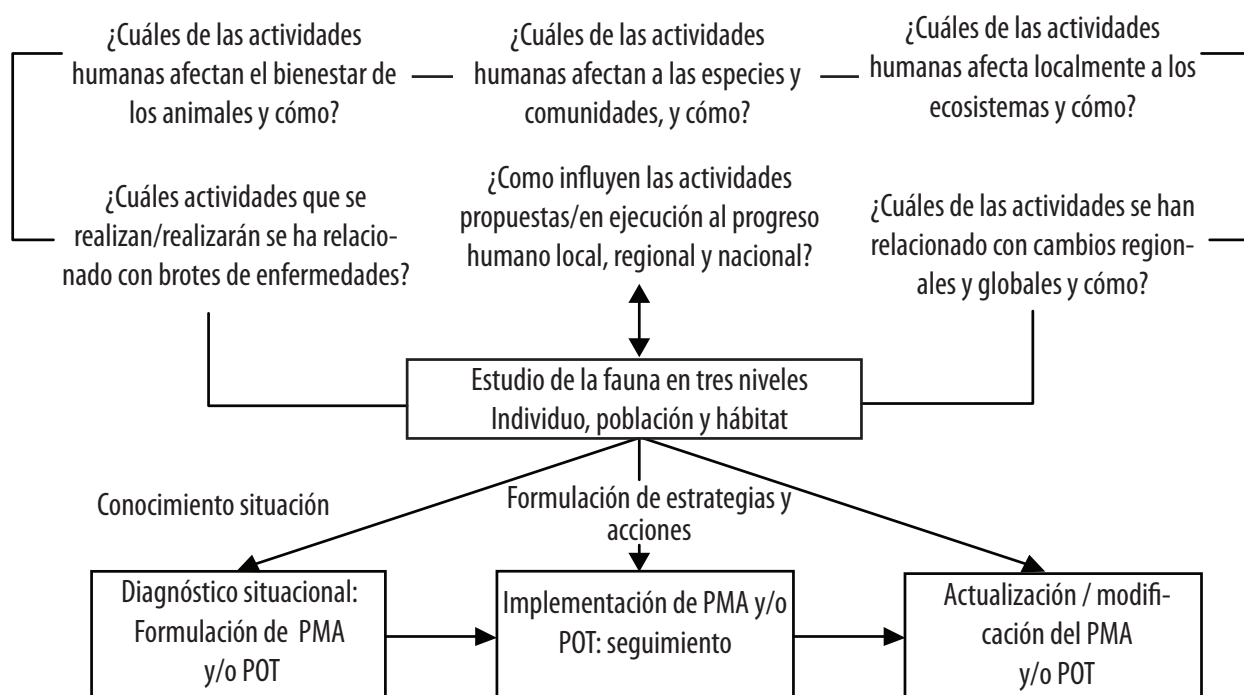 ¿Cuáles de las actividades
humanas afectan el bienestar de
los animales y cómo?
¿Cuáles de las actividades
humanas afectan a las especies y
comunidades, y cómo?
¿Cuáles de las actividades
humanas afecta localmente a los
ecosistemas y cómo?
¿Cuáles actividades que se
realizan/realizarán se ha relacio-
nado con brotes de enfermedades?
¿Como influyen las actividades
propuestas/en ejecución al progreso
humano local, regional y nacional?
¿Cuáles de las actividades se han
relacionado con cambios region-
ales y globales y cómo?
Estudio de la fauna en tres niveles
Individuo, población y hábitat
Conocimiento situación
Formulación de estrategias y
acciones
Diagnóstico situacional:
Formulación de PMA
y/o POT
Implementación de PMA y/o
POT: seguimiento
Actualización / modifi-
cación del PMA
y/o POT